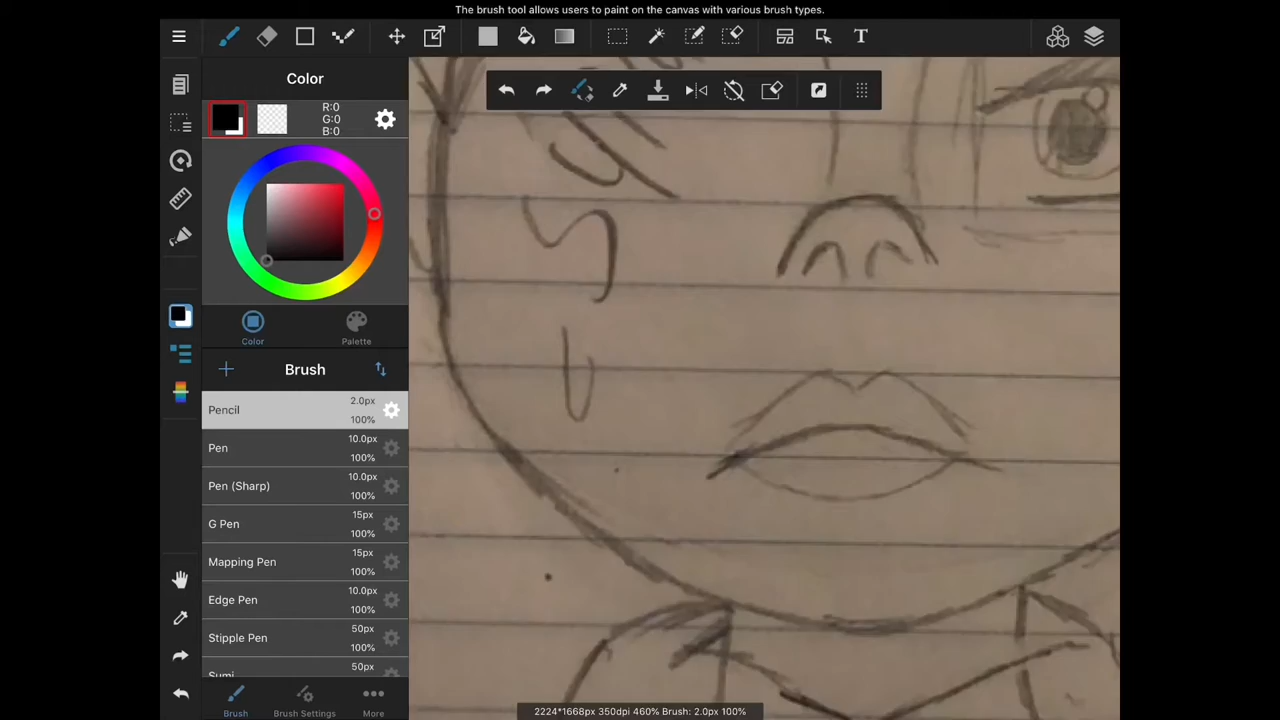 The brush tool allows users to paint on the canvas with various brush types.
T
Color
R:0
G:0
B:0
Color
Palette
Brush
Pencil
2.0px
100%
Pen
10.0px
100%
Pen (Sharp)
10.0px
100%
G Pen
15px
100%
Mapping Pen
15px
100%
Edge Pen
10.0px
100%
Stipple Pen
50px
100%
Sumi
50px
Brush
Brush Settings
More
2224*1668px 350dpi 460% Brush: 2.0px 100%